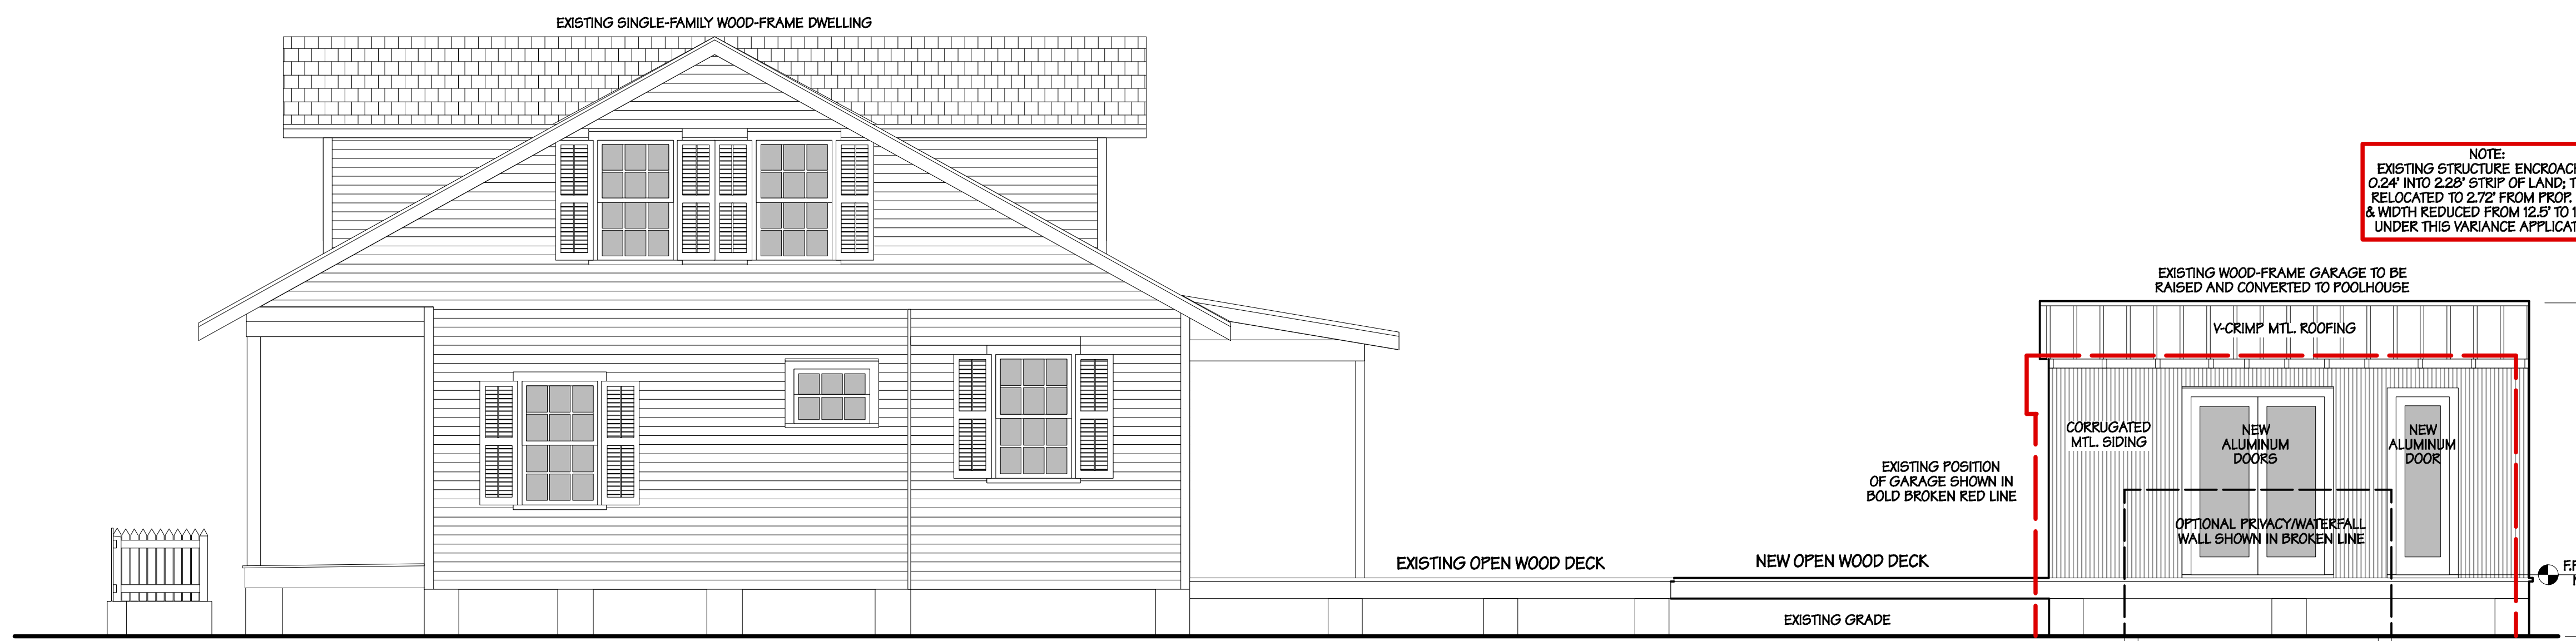 EXISTING SINGLE-FAMILY WOOD-FRAME DWELLING
NOTE:
EXISTING STRUCTURE
0.24' INTO 2.28' STRIP OF LAND;
RELOCATED TO 2.72' FROM PROP.
& WIDTH REDUCED FROM 12.5' TO
UNDER THIS VARIANCE
EXISTING WOOD-FRAME GARAGE TO BE
RAISED AND CONVERTED TO POOLHOUSE
V-CRIMP MTL. ROOFING
CORRUGATED
MTL. SIDING
NEW
ALUMINUM
DOORS
NEW
ALUMINUM
DOOR
EXISTING POSITION
OF GARAGE SHOWN IN
BOLD BROKEN RED LINE
OPTIONAL PRIVACY/WATERFALL
WALL SHOWN IN BROKEN LINE
EXISTING OPEN WOOD DECK
NEW OPEN WOOD DECK
EXISTING GRADE